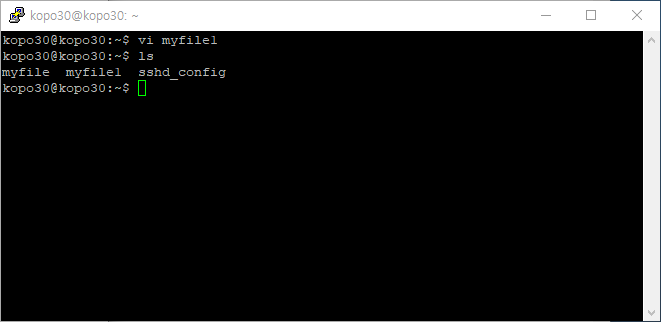 kopo30@kopo30: ~
kopo30@kopo30:~$ vi myfile1
kopo30@kopo30:~$ ls
myfile  myfile1  sshd_config
kopo30@kopo30:~$